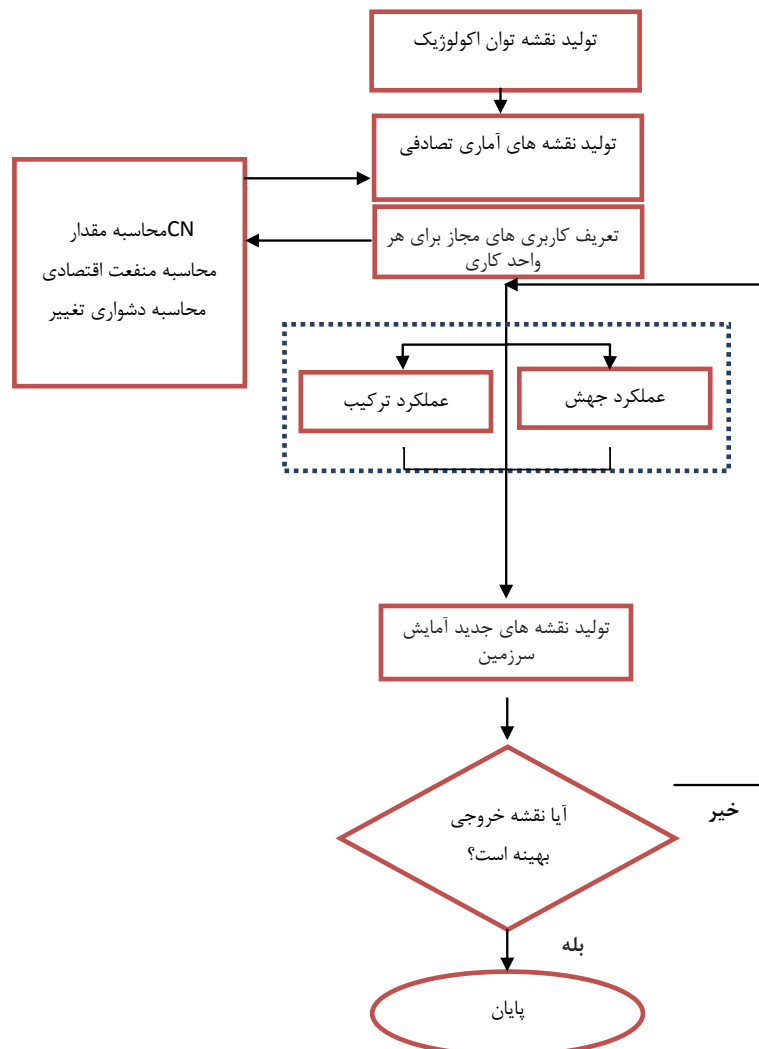 تولید نقشه توان اکولوژیک
تولید نقشه های آماری تصادفی
CNمحاسبه مقدار
محاسبه منفعت اقتصادی
محاسبه دشواری تغییر
تعریف کاربری های مجاز برای هر
واحد کاری
عملکرد جهش
عملکرد ترکیب
تولید نقشه های جدید آمایش
سرزمین
آیا نقشه خروجی
بهینه است؟
خیر
بله
پایان